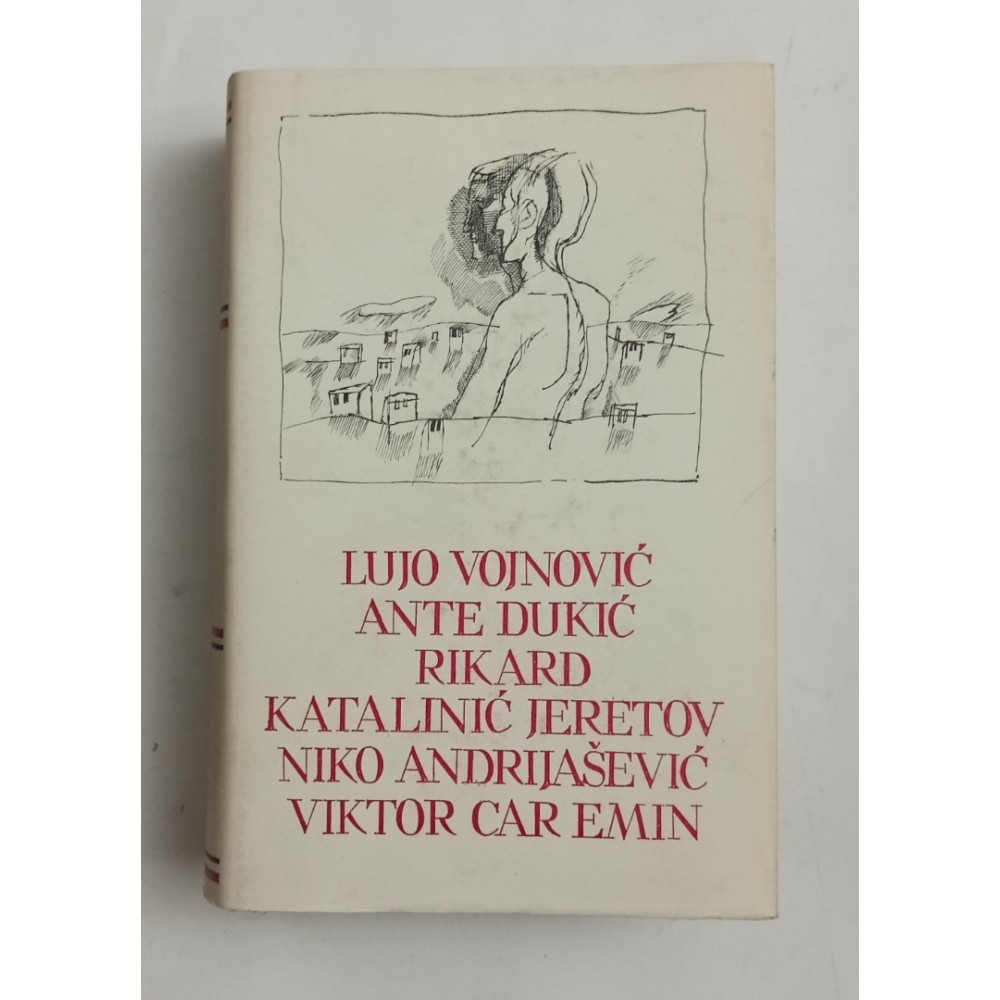 LUJO VOJNOVIĆ
ANTE DUKIĆ
RIKARD
KATALINIĆ JERETOV
NIKO ANDRIJAŠEVIĆ
VIKTOR CAR EMIN